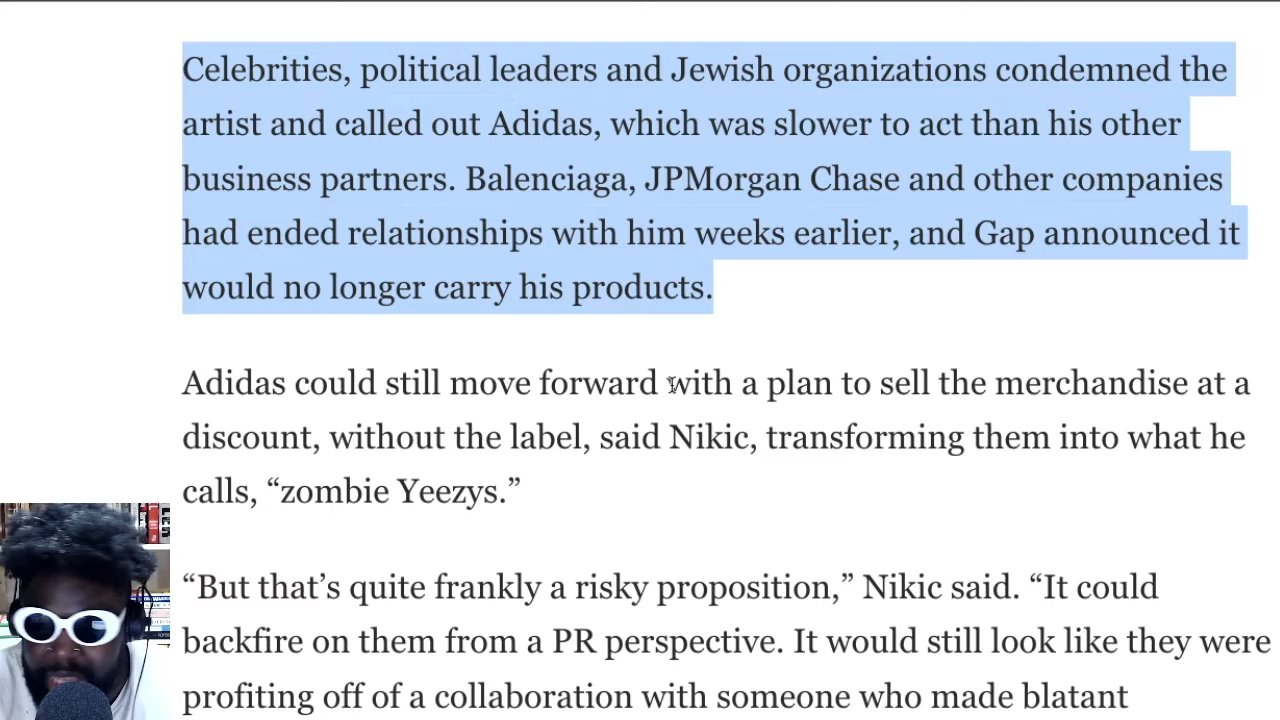 Celebrities, political leaders and Jewish organizations condemned the
artist and called out Adidas, which was slower to act than his other
business partners. Balenciaga, JPMorgan Chase and other companies
had ended relationships with him weeks earlier, and Gap announced it
would no longer carry his products.
Adidas could still move forward with a plan to sell the merchandise at a
discount, without the label, said Nikic, transforming them into what he
calls, “zombie Yeezys.”
“But that’s quite frankly a risky proposition,” Nikic said. “It could
backfire on them from a PR perspective. It would still look like they were
profiting off of a collaboration with someone who made blatant